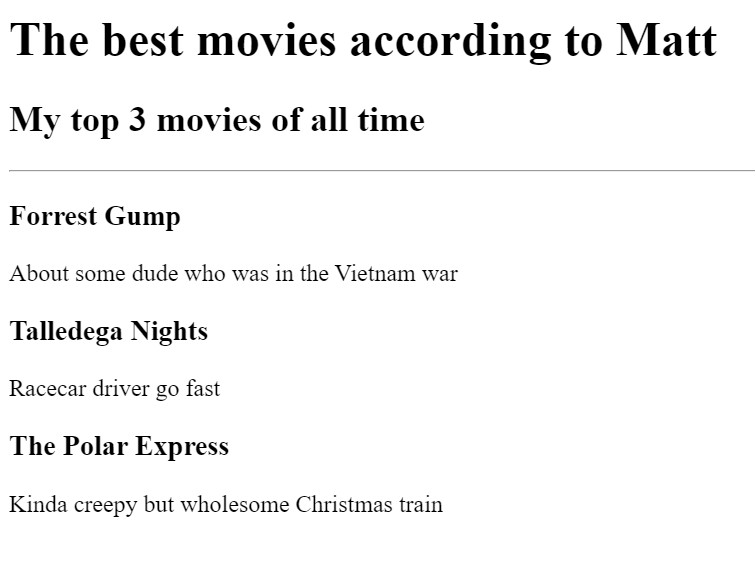 The best movies according to Matt
My top 3 movies of all time
Forrest Gump
About some dude who was in the Vietnam war
Talledega Nights
Racecar driver go fast
The Polar Express
Kinda creepy but wholesome Christmas train